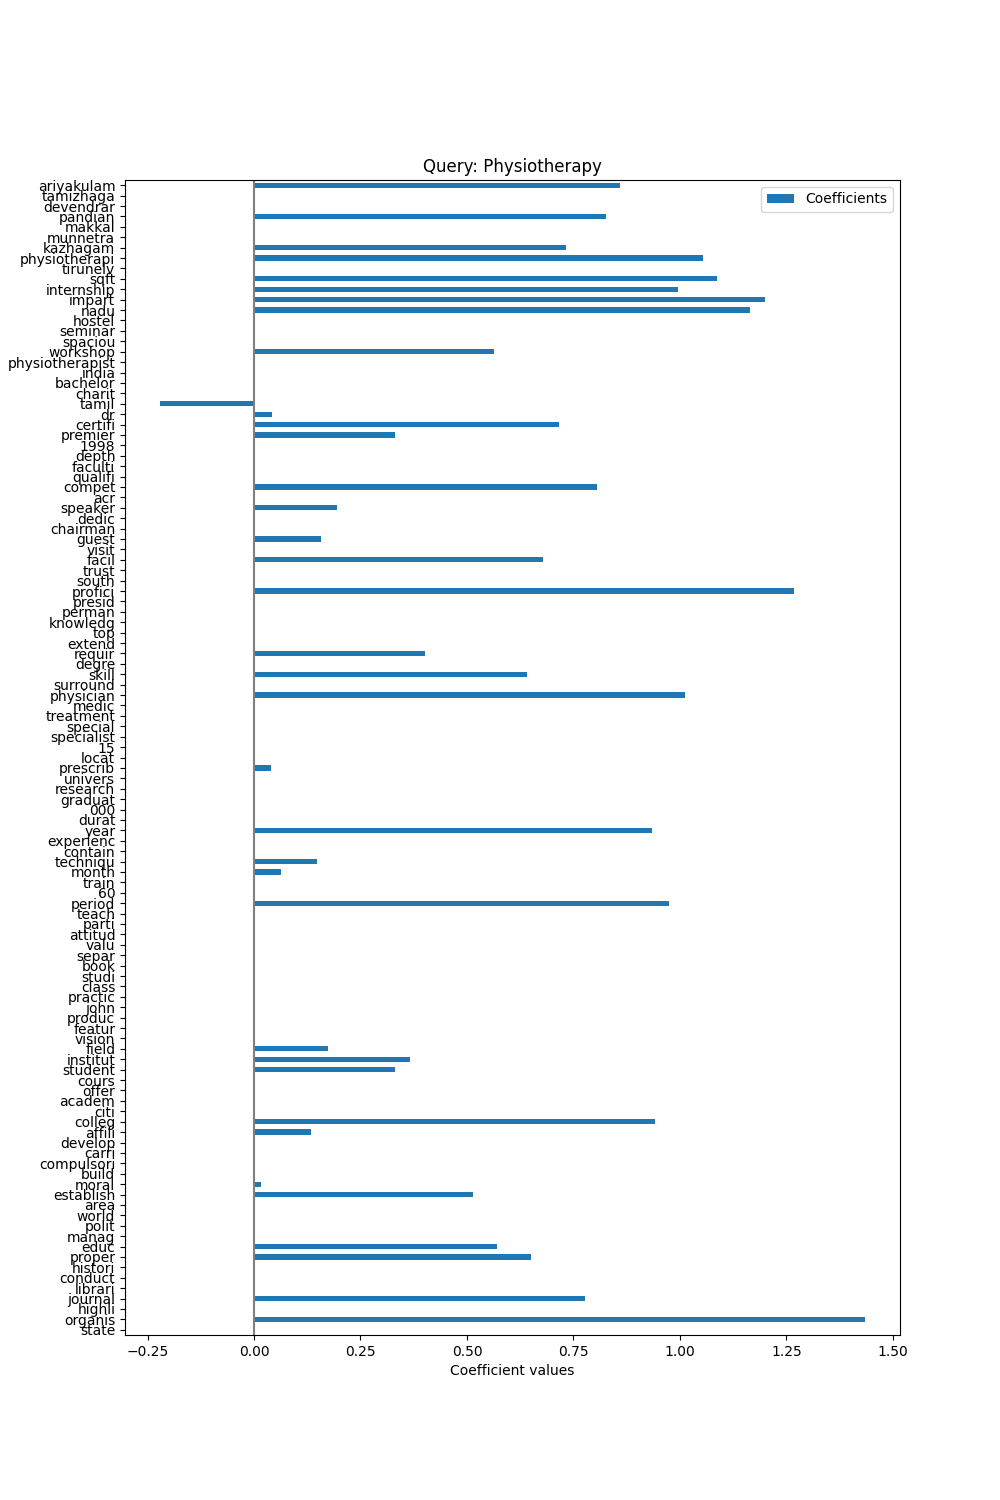 Query: Physiotherapy
Coefficients
ariyakulam
tamizhaga
devendrar
pandian
makkal
munnetra
kazhagam
physiotherapi
tirunelv
sqft
internship
impart
nadu
hostel
seminar
spaciou
workshop
physiotherapist
india
bachelor
charit
tamil
dr
certifi
premier
1998
depth
faculti
qualifi
compet
acr
speaker
dedic
chairman
guest
visit
facil
trust
south
profici
presid
perman
knowledg
top
extend
requir
degre
skill
surround
physician
medic
treatment
special
specialist
15
locat
prescrib
univers
research
graduat
000
durat
year
experienc
contain
techniqu
month
train
60
period
teach
parti
attitud
valu
separ
book
studi
class
practic
john
produc
featur
vision
field
institut
student
cours
offer
academ
citi
colleg
affili
develop
carri
compulsori
build
moral
establish
area
world
polit
manag
educ
proper
histori
conduct
librari
journal
highli
organis
state
−0.25 0.00 0.25 0.50 0.75 1.00 1.25 1.50
Coefficient values